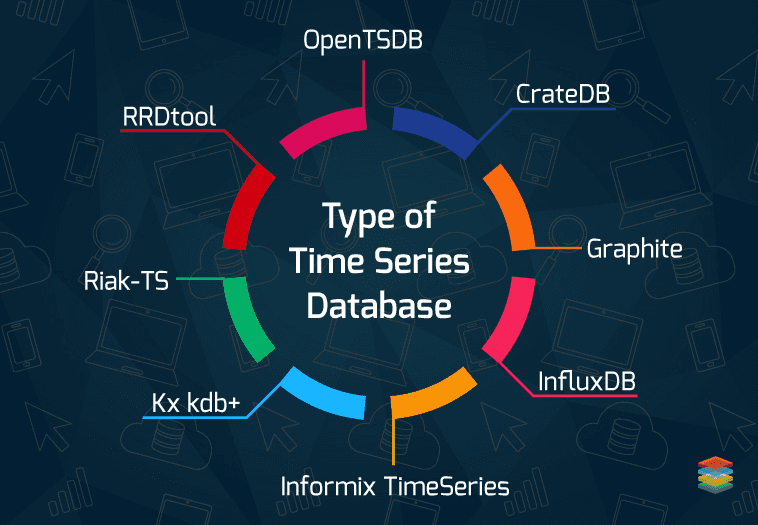 OpenTSDB
CrateDB
RRDtool
Type of
Time Series
Database
Graphite
Riak-TS
InfluxDB
Kx kdb+
Informix TimeSeries